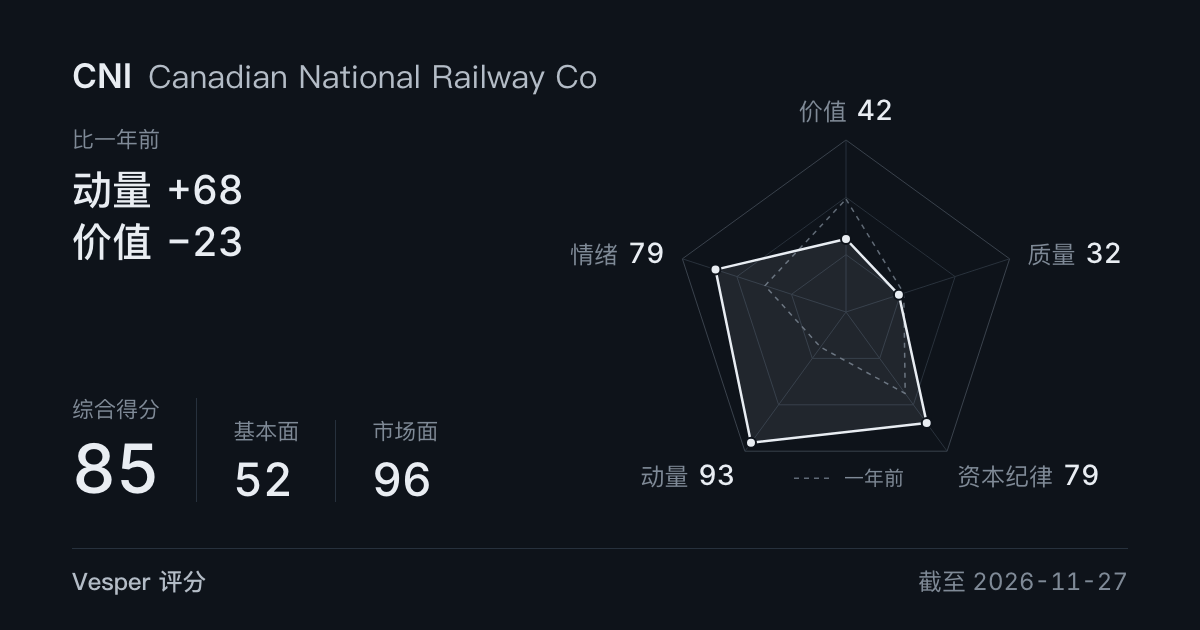 CNI Canadian National Railway Co
比一年前
动量 +68
价值 −23
价值 42
情绪 79
质量 32
动量 93
---- 一年前
资本纪律 79
综合得分
85
基本面
52
市场面
96
Vesper 评分
截至 2026-11-27